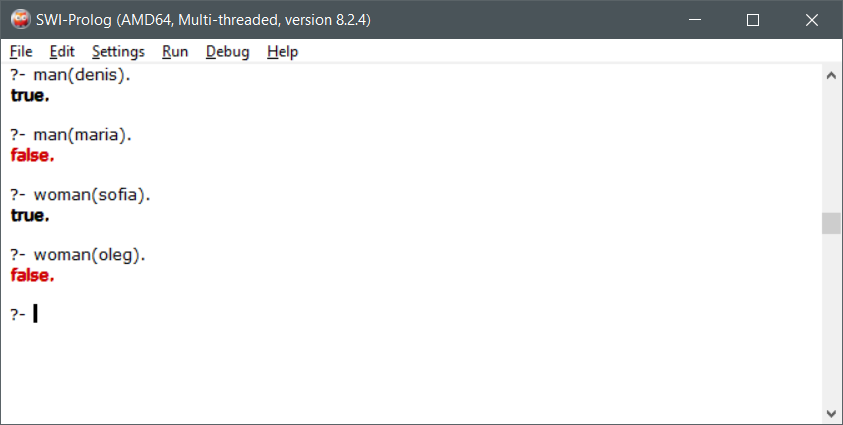 SWI-Prolog (AMD64, Multi-threaded, version 8.2.4)
File Edit Settings Run Debug Help
?- man(denis).
true.
?- man(maria).
false.
?- woman(sofia).
true.
?- woman(oleg).
false.
?-